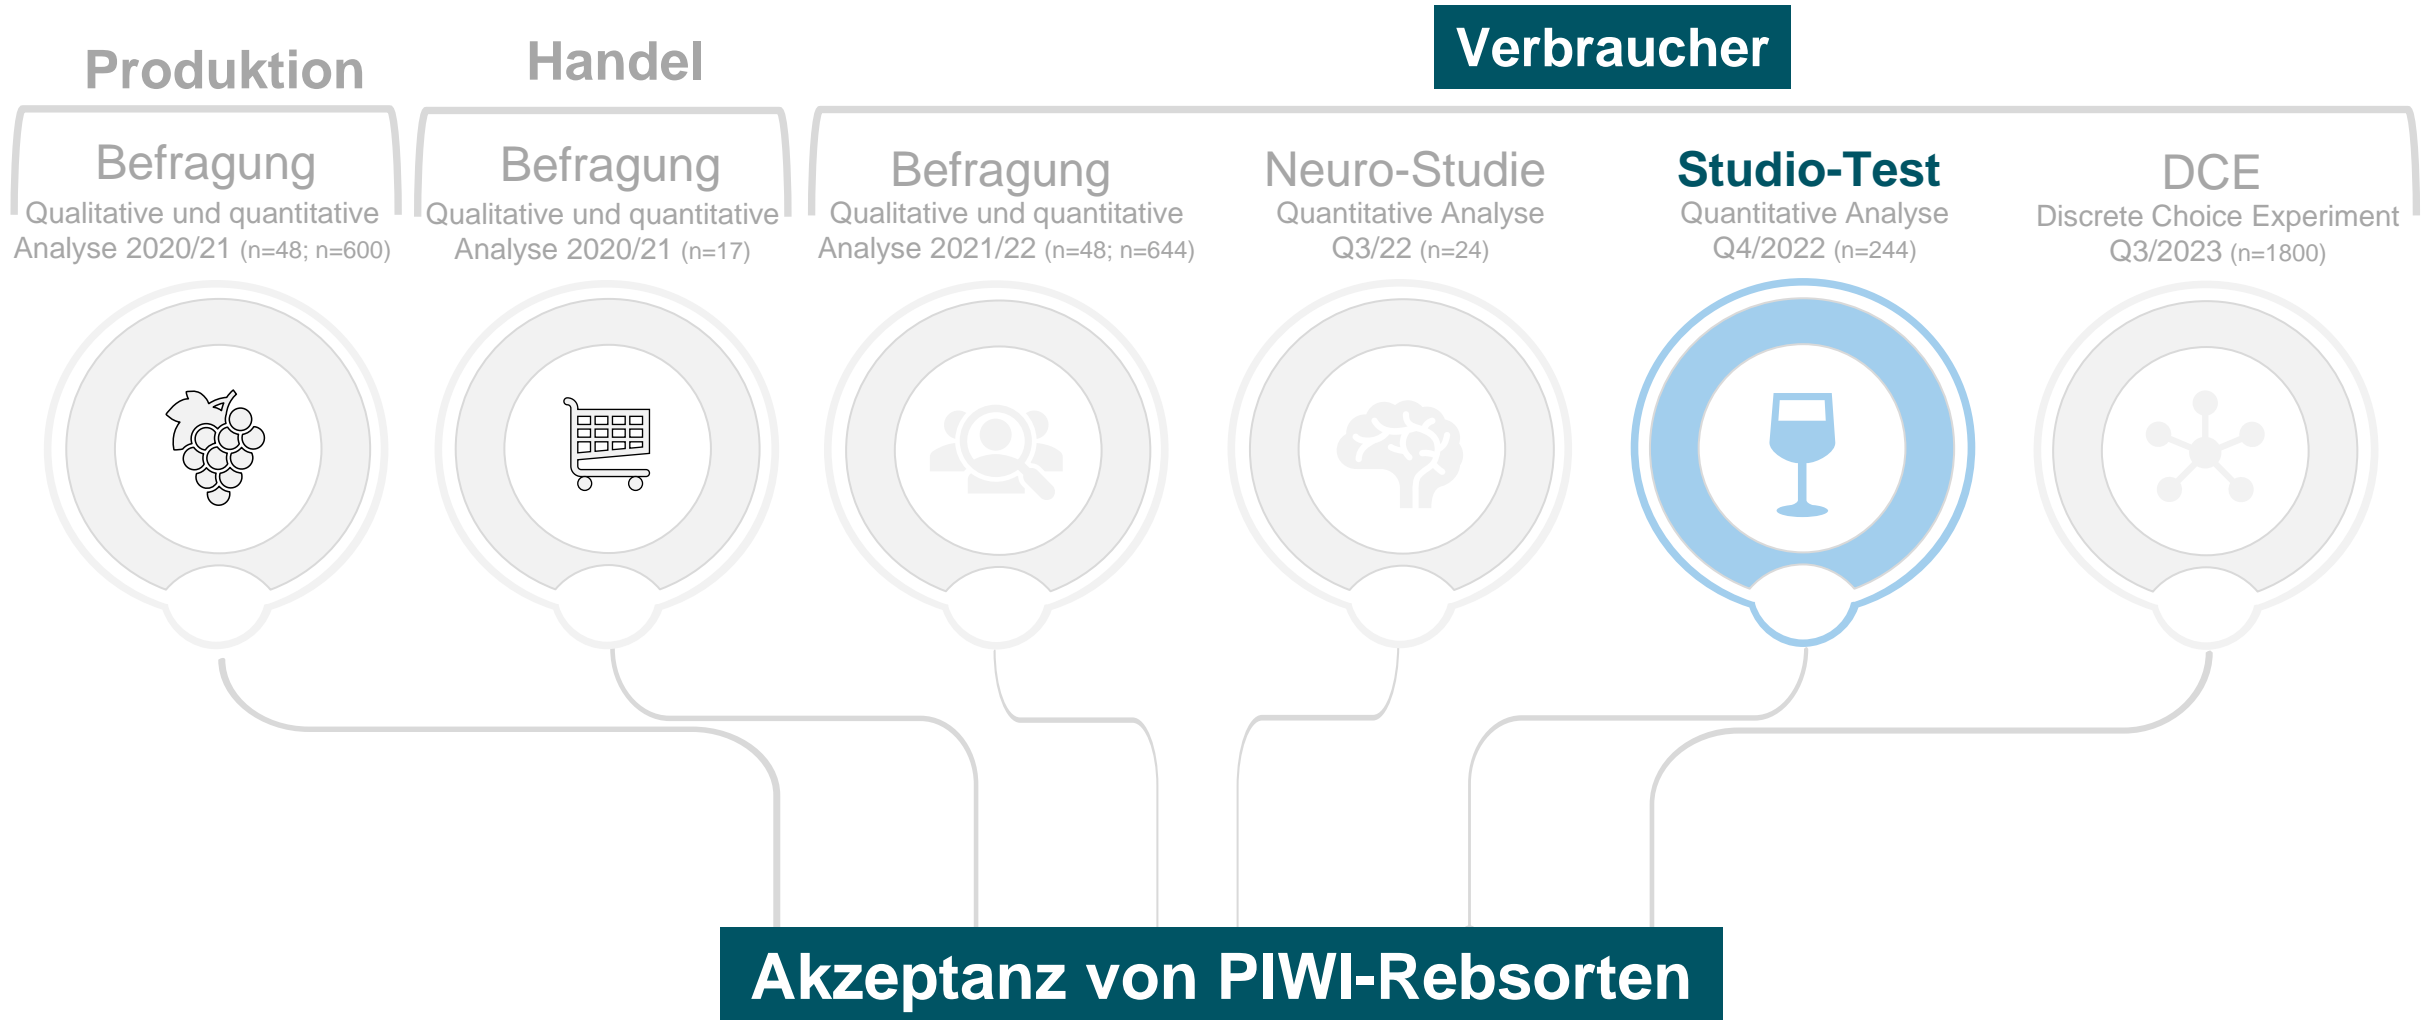 Produktion
Befragung
Qualitative und quantitative
Analyse 2020/21 (n=48; n=600)
Handel
Befragung
Qualitative und quantitative
Analyse 2020/21 (n=17)
Verbraucher
Befragung
Qualitative und quantitative
Analyse 2021/22 (n=48; n=644)
Neuro-Studie
Quantitative Analyse
Q3/22 (n=24)
Studio-Test
Quantitative Analyse
Q4/2022 (n=244)
DCE
Discrete Choice Experiment
Q3/2023 (n=1800)
Akzeptanz von PIWI-Rebsorten